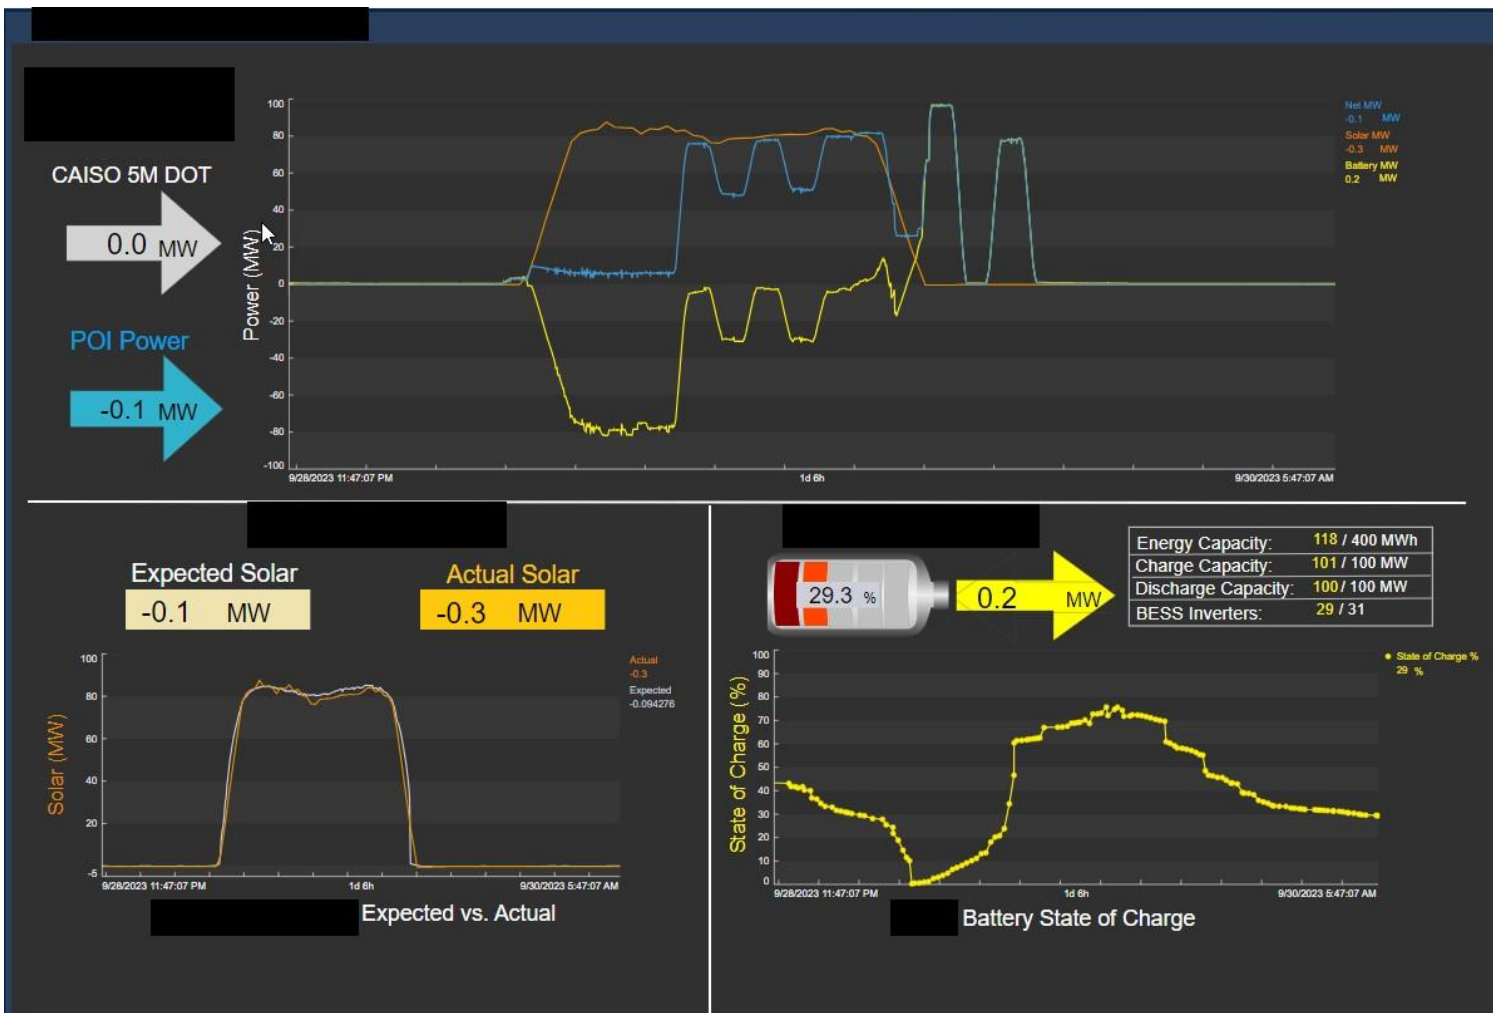 CAISO 5M DOT
0.0 MW
POI Power
-0.1 MW
Power (MW)
100
80
60
40
20
0
-20
-40
-60
-80
-100
9/28/2023 11:47:07 PM
1d 6h
9/30/2023 5:47:07 AM
Net MW
-0.1 MW
Solar MW
-0.3 MW
Battery MW
0.2 MW
Expected Solar
-0.1 MW
Actual Solar
-0.3 MW
Solar (MW)
100
80
60
40
20
-5
9/28/2023 11:47:07 PM
1d 6h
9/30/2023 5:47:07 AM
Actual
-0.3
Expected
-0.094276
Expected vs. Actual
29.3 %
0.2 MW
Energy Capacity: 118 / 400 MWh
Charge Capacity: 101 / 100 MW
Discharge Capacity: 100 / 100 MW
BESS Inverters: 29 / 31
State of Charge (%)
100
90
80
70
60
50
40
30
20
10
0
9/28/2023 11:47:07 PM
1d 6h
9/30/2023 5:47:07 AM
State of Charge %
29 %
Battery State of Charge